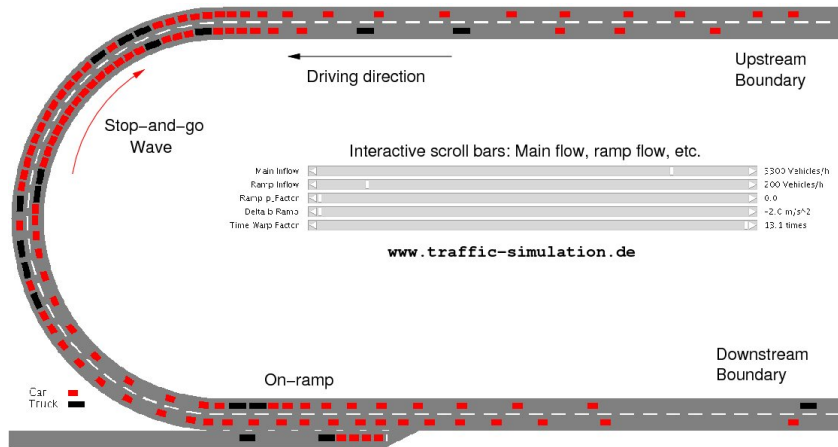 Upstream
Boundary
Driving direction
Stop-and-go
Wave
Interactive scroll bars: Main flow, ramp flow, etc.
Main Inflow 3300 Vehicles/h
Ramp Inflow 200 Vehicles/h
Ramp p_Factor 0.0
Delta b Ramp -2.0 m/s^2
Time Warp Factor 13.1 times
www.traffic-simulation.de
Downstream
Boundary
On-ramp
Car
Truck